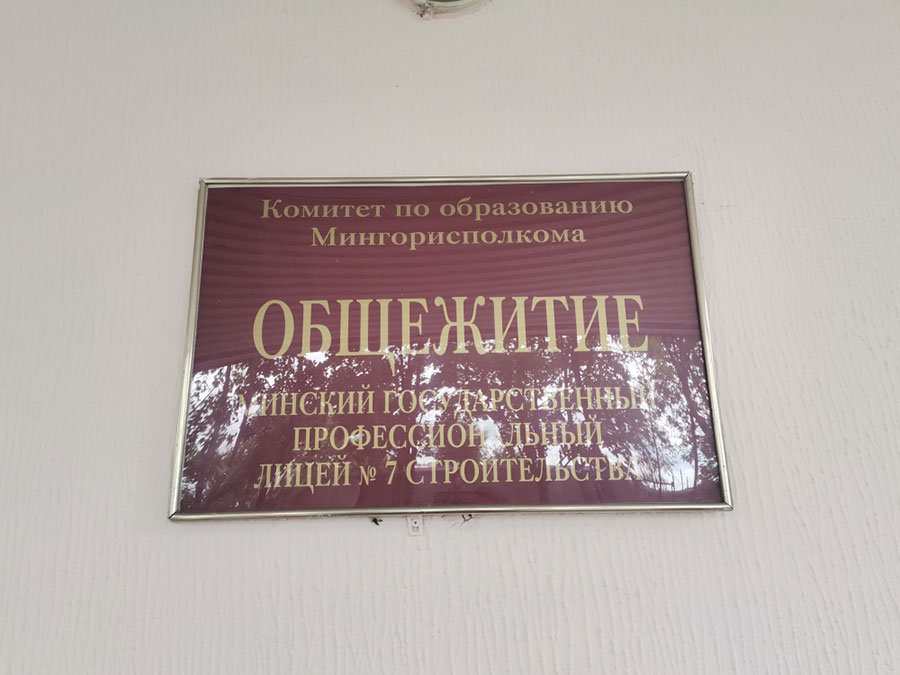 Комитет по образованию
Мингорисполкома
ОБЩЕЖИТИЕ
МИНСКИЙ ГОСУДАРСТВЕННЫЙ
ПРОФЕССИОНАЛЬНЫЙ
ЛИЦЕЙ № 7 СТРОИТЕЛЬСТВА